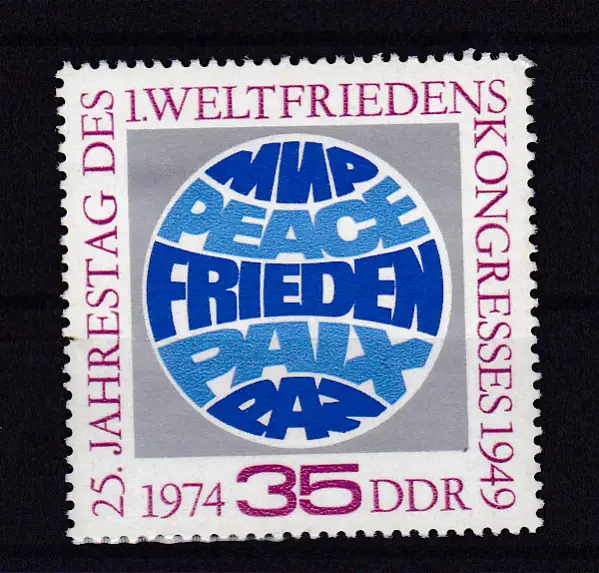 25. JAHRESTAG DES
1. WELTFRIEDENS
KONGRESSES 1949
МИР
PEACE
FRIEDEN
PAIX
PAZ
1974 35 DDR